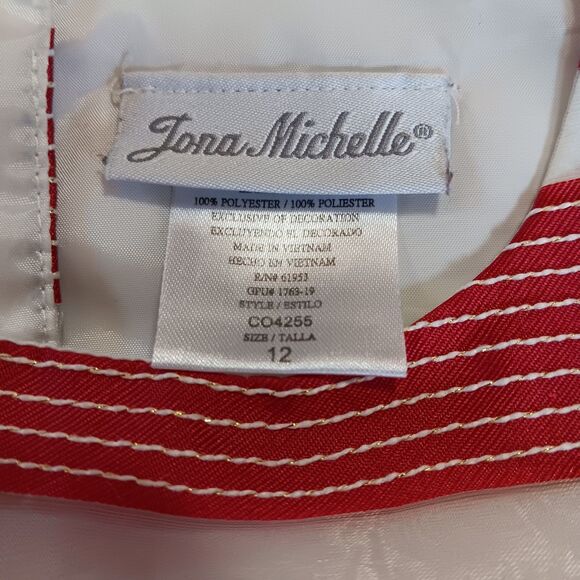 Jona Michelle®
100% POLYESTER / 100% POLIESTER
EXCLUSIVE OF DECORATION
EXCLUYENDO EL DECORADO
MADE IN VIETNAM
HECHO EN VIETNAM
R/N# 61953
GPU# 1763-19
STYLE / ESTILO
CO4255
SIZE / TALLA
12